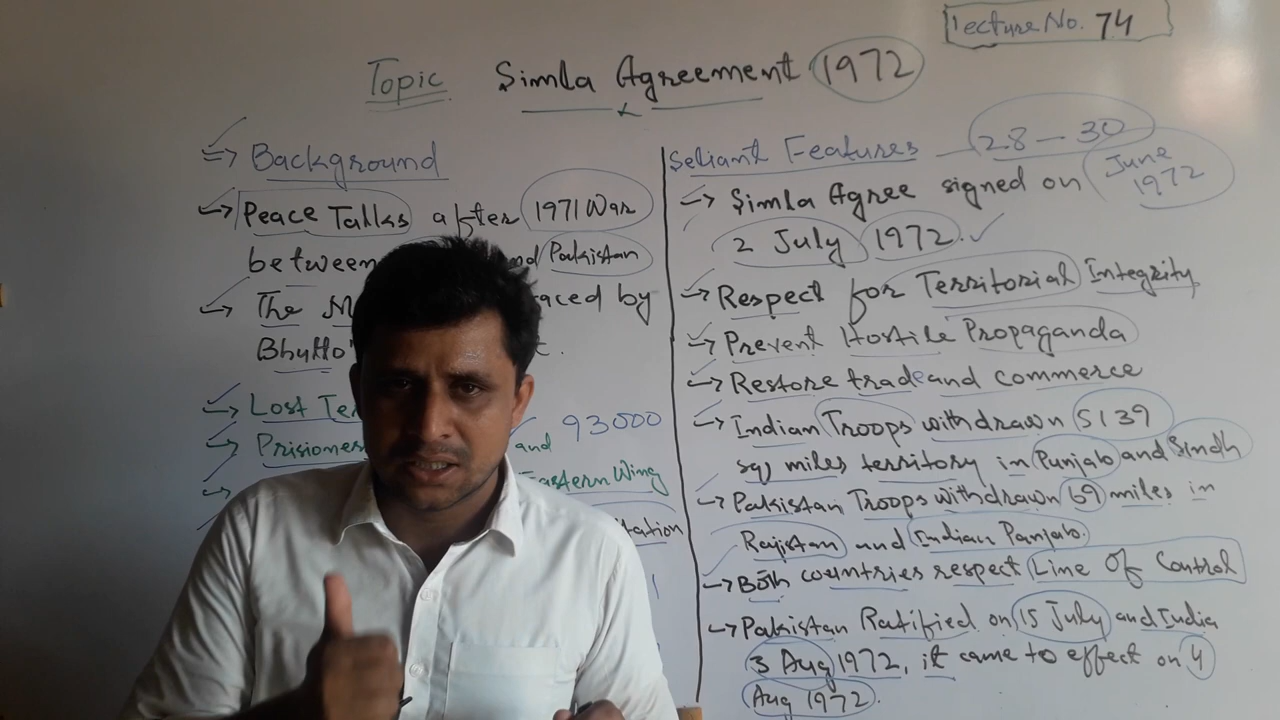 Lecture No. 74
Topic Simla Agreement 1972
Background
Peace Talks after 1971 War
between Pakistan
The by
Bhutto
Lost
Prisioners and 93000
Eastern Wing
Seliant Features 28-30
June
1972
Simla Agree signed on
2 July 1972.
Respect for Territorial Integrity
Prevent Hostile Propaganda
Restore trade and commerce
Indian Troops withdrawn 5139
sq miles territory in Punjab and Sindh
Pakistan Troops withdrawn 69 miles in
Rajistan and Indian Panjab.
Both countries respect Line Of Control
Pakistan Ratified on 15 July and India
3 Aug 1972, it came to effect on 4
Aug 1972.